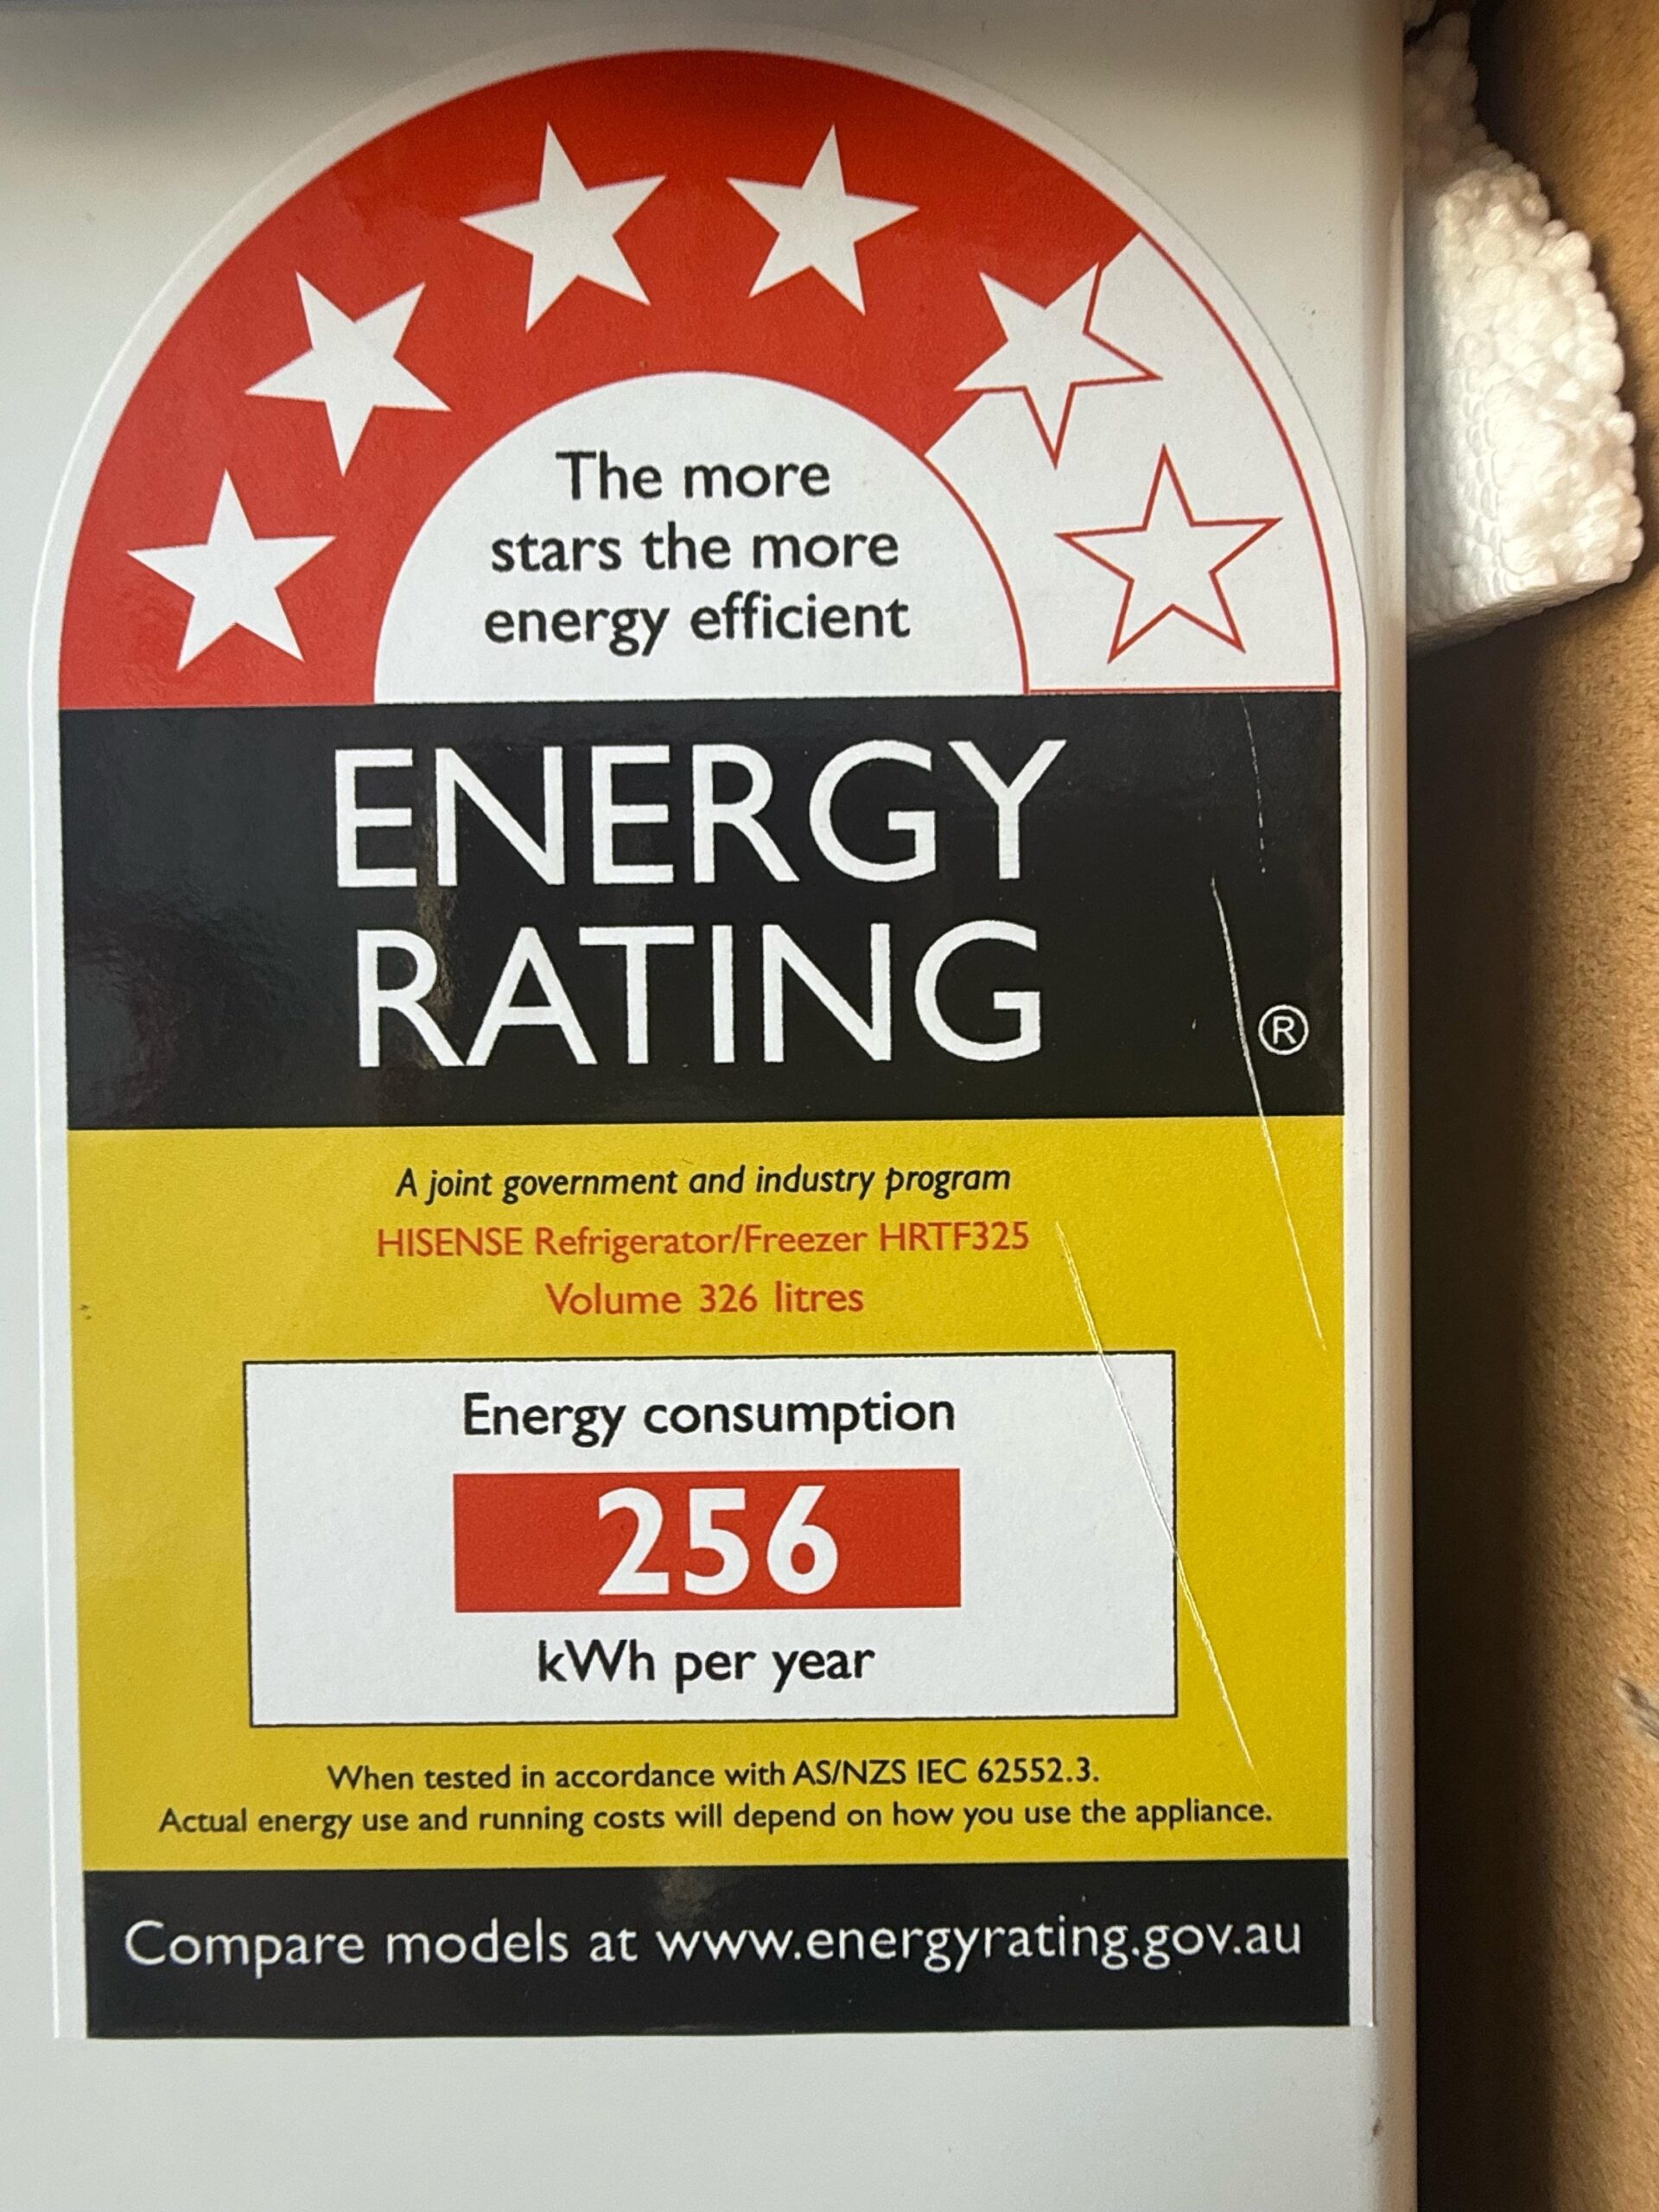 The more
stars the more
energy efficient
ENERGY
RATING
®
A joint government and industry program
HISENSE Refrigerator/Freezer HRTF325
Volume 326 litres
Energy consumption
256
kWh per year
When tested in accordance with AS/NZS IEC 62552.3.
Actual energy use and running costs will depend on how you use the appliance.
Compare models at www.energyrating.gov.au